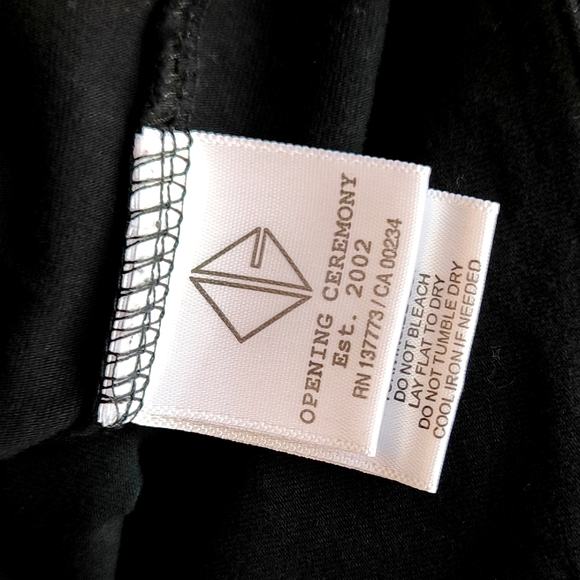 OPENING CEREMONY
Est. 2002
RN 137773 / CA 00234
DO NOT BLEACH
LAY FLAT TO DRY
DO NOT TUMBLE DRY
COOL IRON IF NEEDED